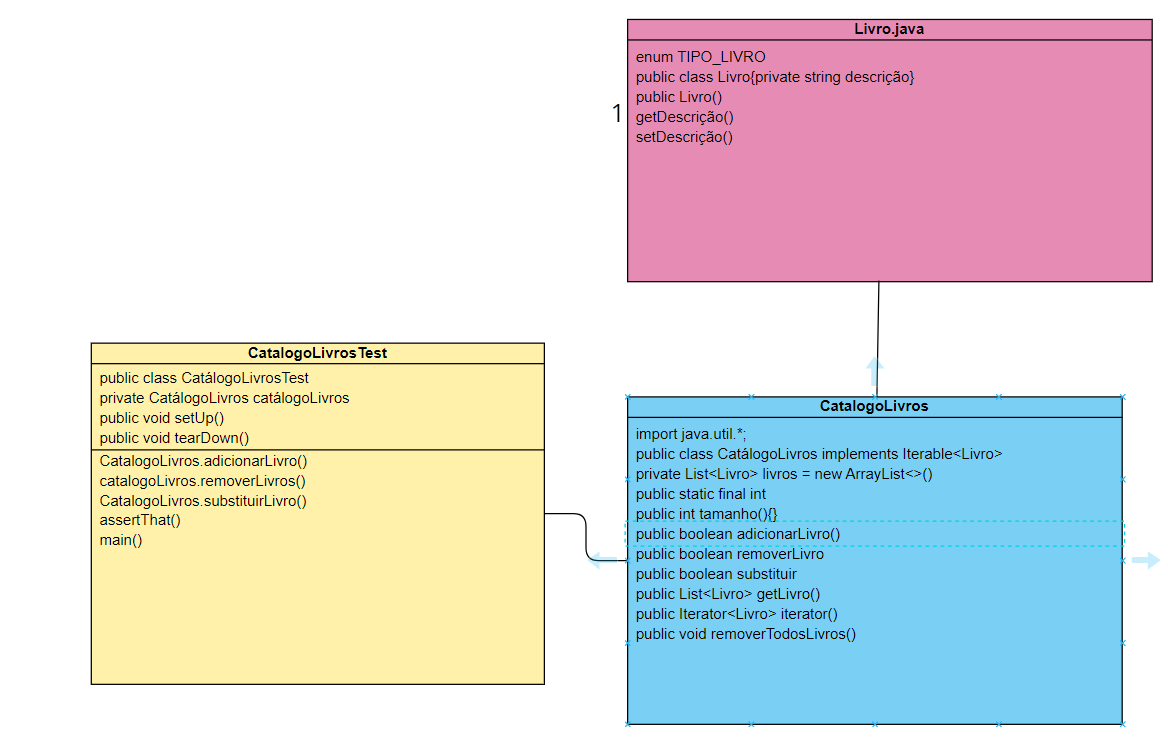 Livro.java
enum TIPO_LIVRO
public class Livro{private string descrição}
public Livro()
1
getDescrição()
setDescrição()
CatalogoLivrosTest
public class CatálogoLivrosTest
private CatálogoLivros catálogoLivros
public void setUp()
public void tearDown()
CatalogoLivros.adicionarLivro()
catalogoLivros.removerLivros()
CatalogoLivros.substituirLivro()
assertThat()
main()
CatalogoLivros
import java.util.*;
public class CatálogoLivros implements Iterable<Livro>
private List<Livro> livros = new ArrayList<>()
public static final int
public int tamanho(){}
public boolean adicionarLivro()
public boolean removerLivro
public boolean substituir
public List<Livro> getLivro()
public Iterator<Livro> iterator()
public void removerTodosLivros()